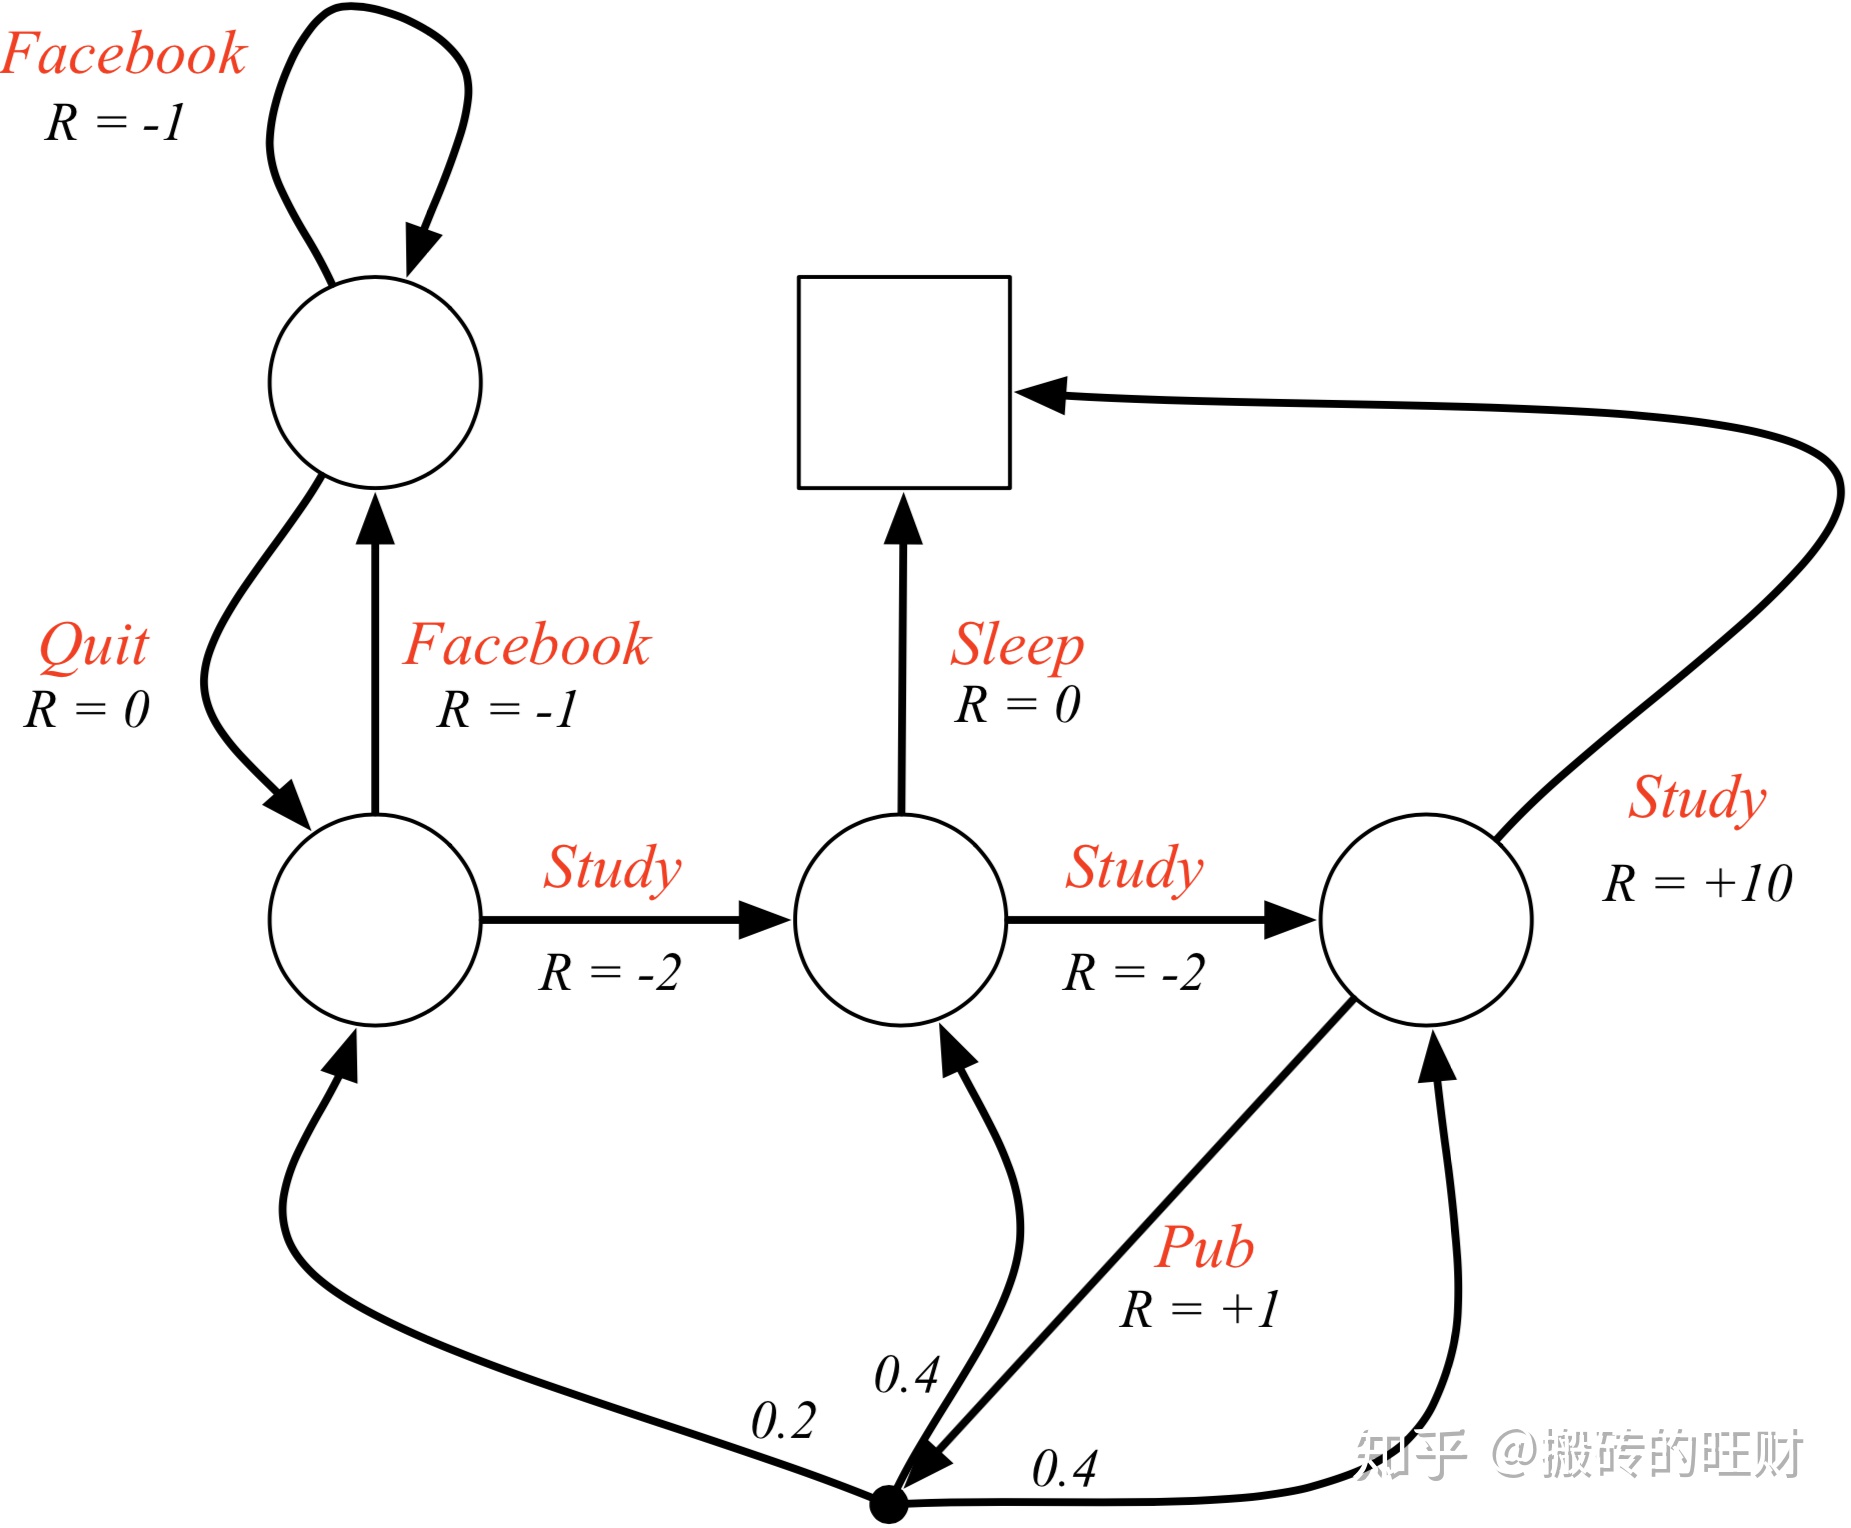 Facebook
R = -1
Quit
R = 0
Facebook
R = -1
Sleep
R = 0
Study
R = +10
Study
R = -2
Study
R = -2
Pub
R = +1
0.2
0.4
0.4
知乎 @搬砖的旺财